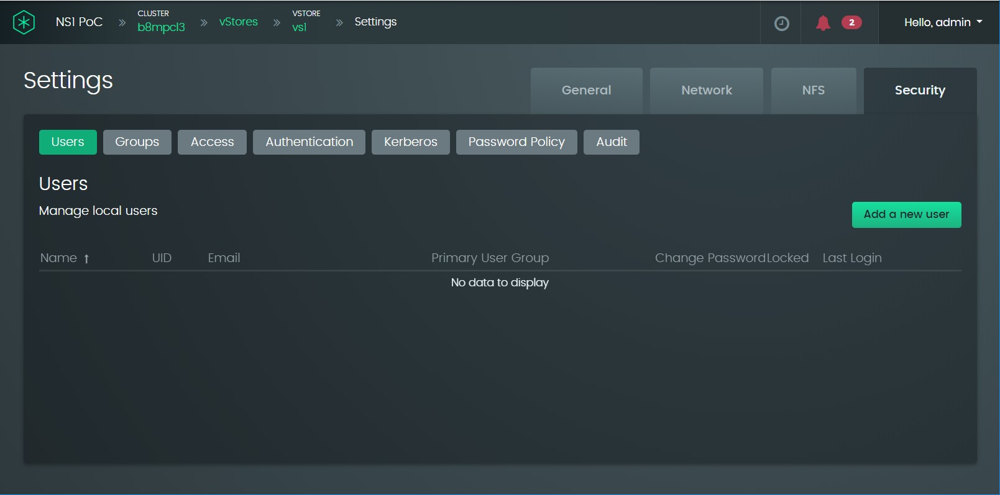 NS1 PoC » CLUSTER b8mpcl3 » vStores » VSTORE vs1 » Settings
2
Hello, admin
Settings
General Network NFS Security
Users Groups Access Authentication Kerberos Password Policy Audit
Users
Manage local users
Add a new user
Name ↑ UID Email Primary User Group Change Password Locked Last Login
No data to display